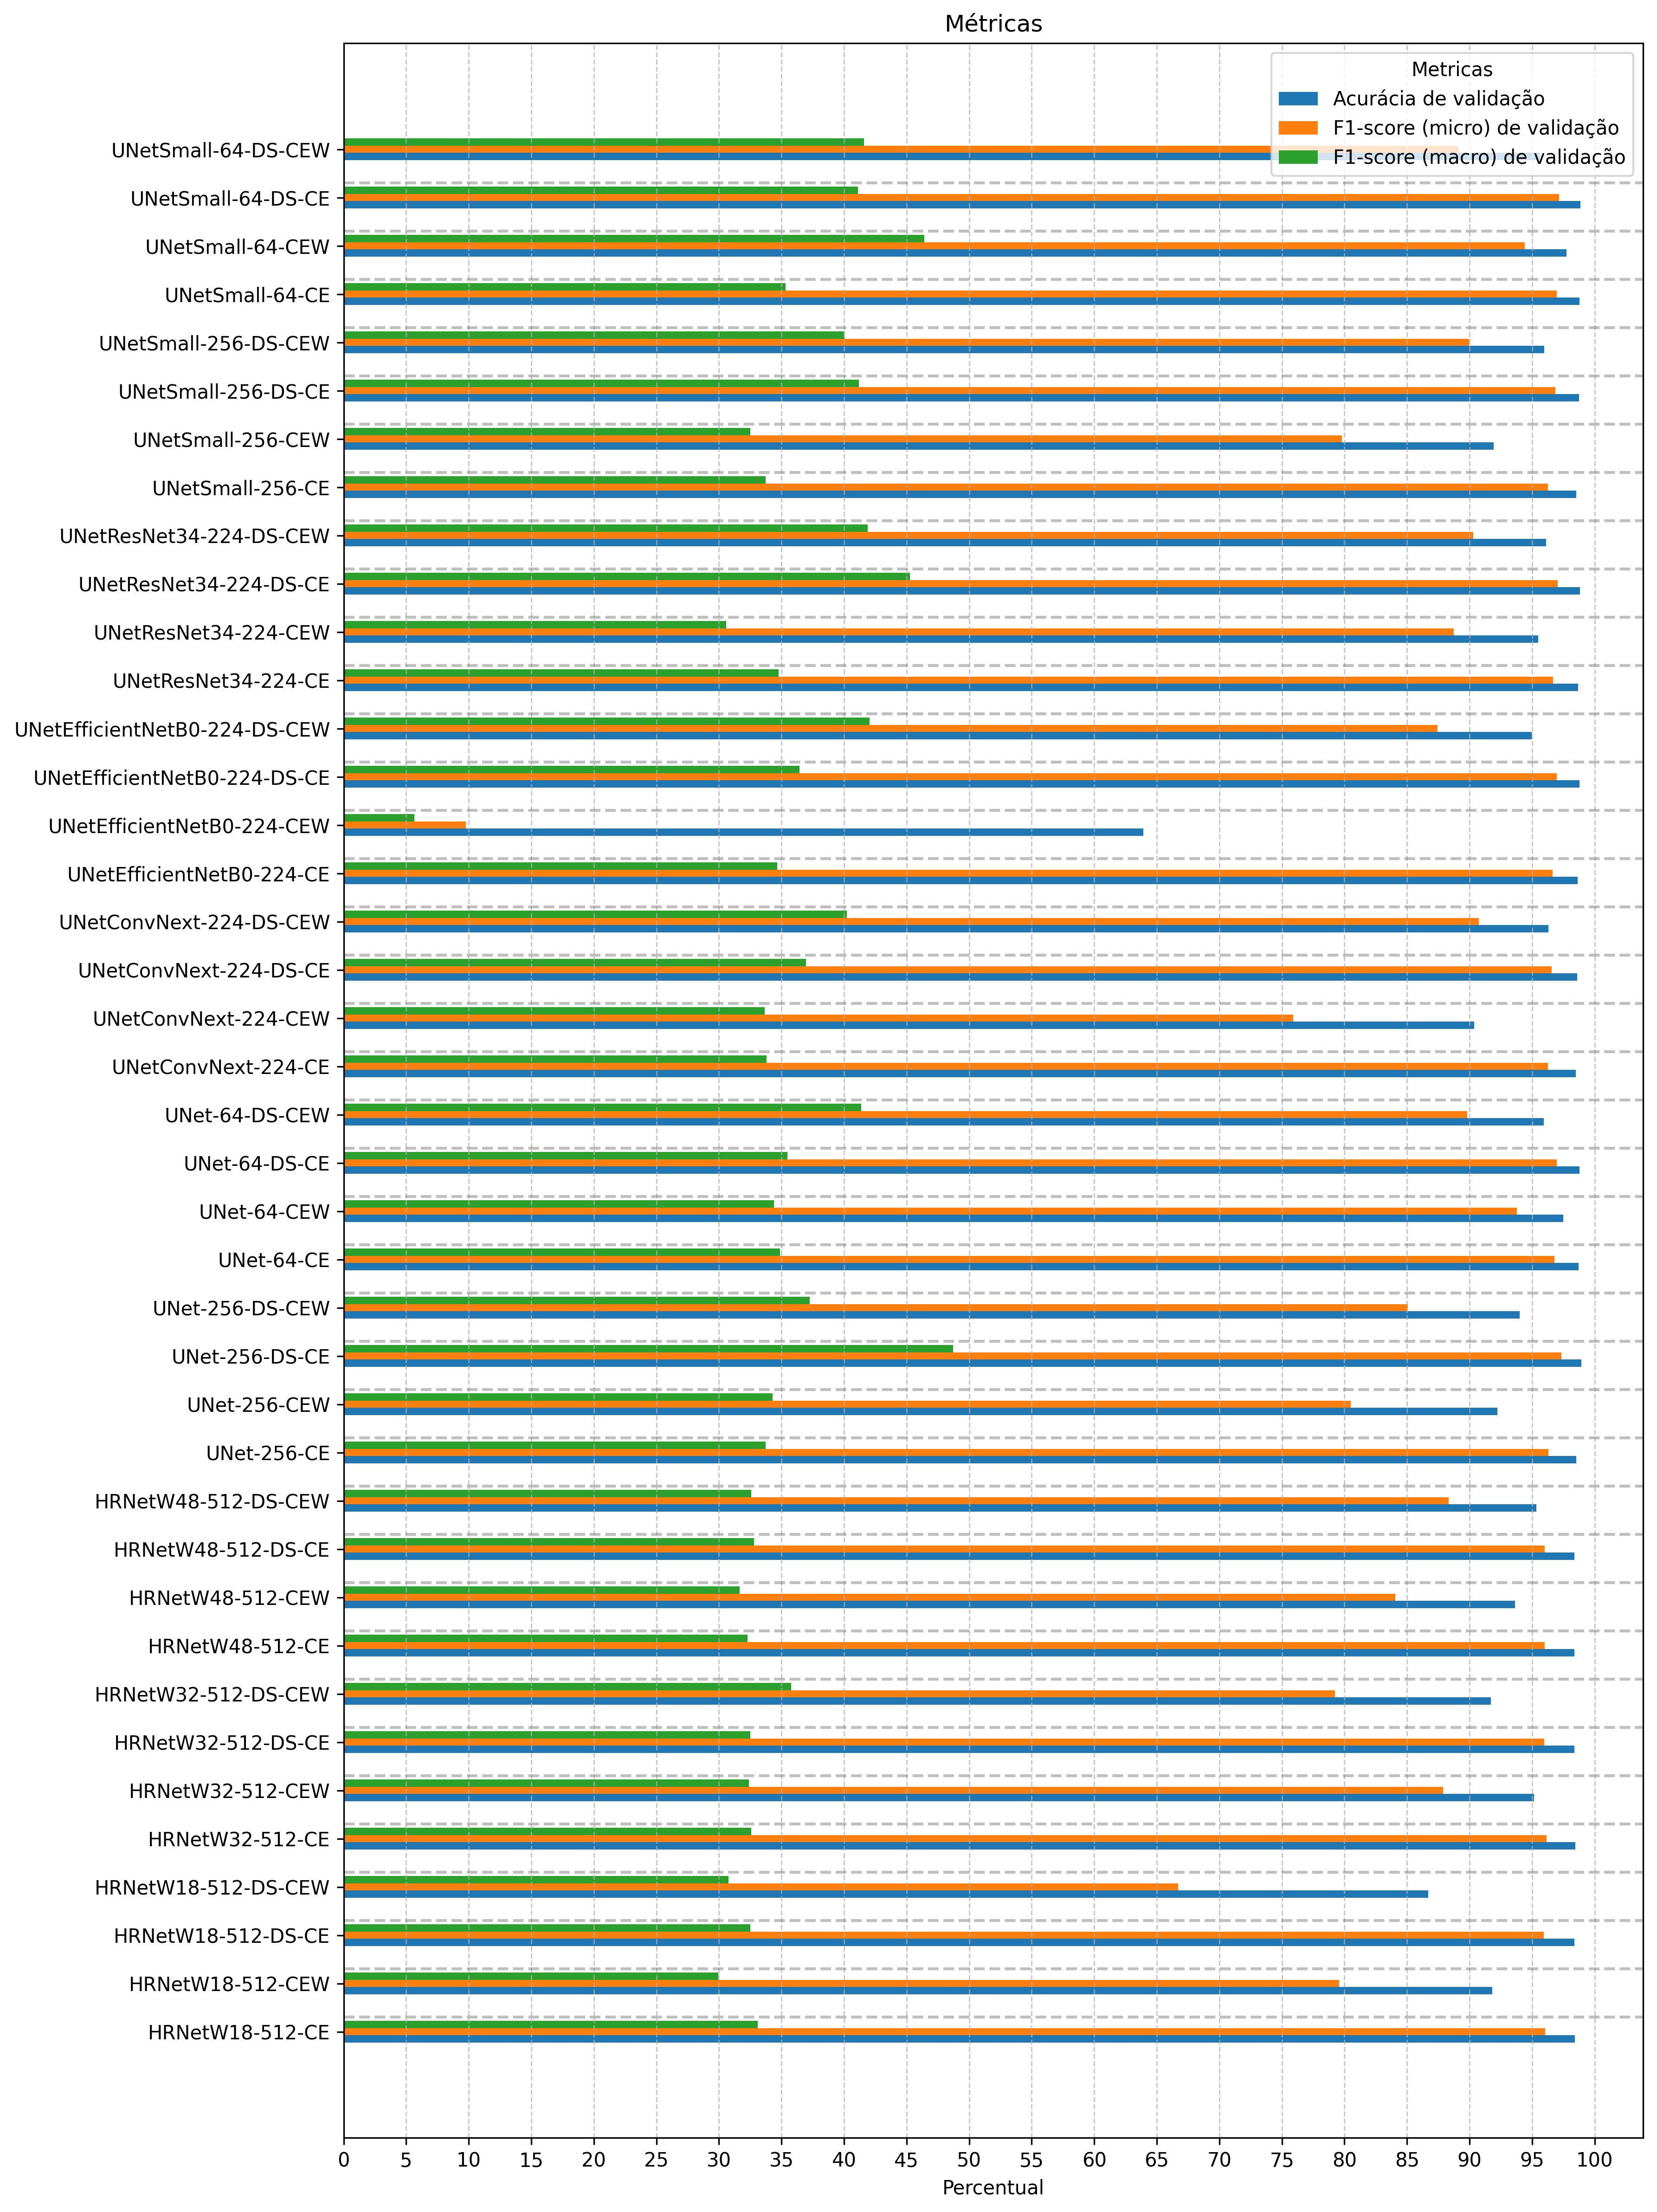 Métricas
Metricas
Acurácia de validação
F1-score (micro) de validação
F1-score (macro) de validação
UNetSmall-64-DS-CEW
UNetSmall-64-DS-CE
UNetSmall-64-CEW
UNetSmall-64-CE
UNetSmall-256-DS-CEW
UNetSmall-256-DS-CE
UNetSmall-256-CEW
UNetSmall-256-CE
UNetResNet34-224-DS-CEW
UNetResNet34-224-DS-CE
UNetResNet34-224-CEW
UNetResNet34-224-CE
UNetEfficientNetB0-224-DS-CEW
UNetEfficientNetB0-224-DS-CE
UNetEfficientNetB0-224-CEW
UNetEfficientNetB0-224-CE
UNetConvNext-224-DS-CEW
UNetConvNext-224-DS-CE
UNetConvNext-224-CEW
UNetConvNext-224-CE
UNet-64-DS-CEW
UNet-64-DS-CE
UNet-64-CEW
UNet-64-CE
UNet-256-DS-CEW
UNet-256-DS-CE
UNet-256-CEW
UNet-256-CE
HRNetW48-512-DS-CEW
HRNetW48-512-DS-CE
HRNetW48-512-CEW
HRNetW48-512-CE
HRNetW32-512-DS-CEW
HRNetW32-512-DS-CE
HRNetW32-512-CEW
HRNetW32-512-CE
HRNetW18-512-DS-CEW
HRNetW18-512-DS-CE
HRNetW18-512-CEW
HRNetW18-512-CE
0 5 10 15 20 25 30 35 40 45 50 55 60 65 70 75 80 85 90 95 100
Percentual